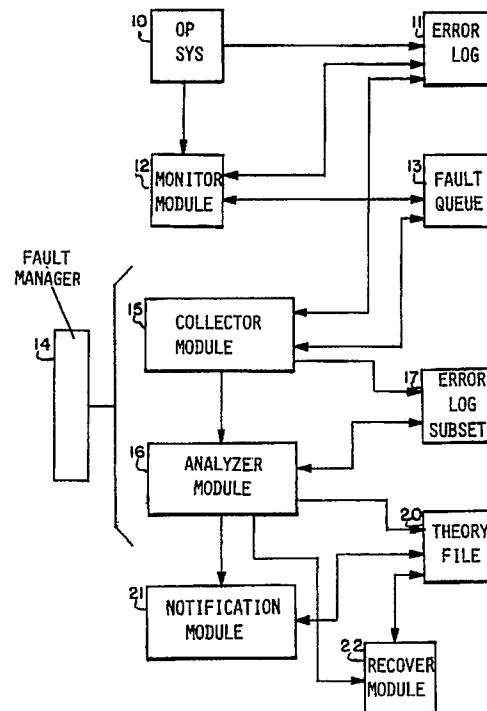 10
OP
SYS
11
ERROR
LOG
12
MONITOR
MODULE
13
FAULT
QUEUE
FAULT
MANAGER
14
15
COLLECTOR
MODULE
17
ERROR
LOG
SUBSET
16
ANALYZER
MODULE
20
THEORY
FILE
21
NOTIFICATION
MODULE
22
RECOVER
MODULE